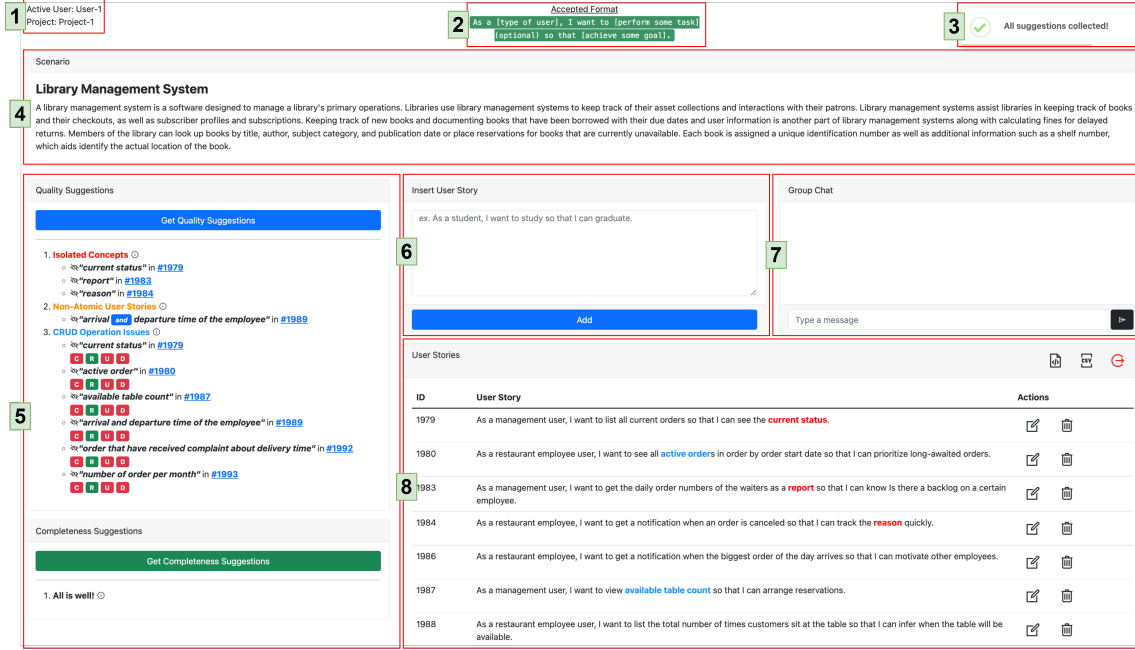 1
Active User: User-1
Project: Project-1
2
Accepted Format
As a [type of user], I want to [perform some task]
(optional) so that [achieve some goal].
3
All suggestions collected!
Scenario
Library Management System
4
A library management system is a software designed to manage a library's primary operations. Libraries use library management systems to keep track of their asset collections and interactions with their patrons. Library management systems assist libraries in keeping track of books
and their checkouts, as well as subscriber profiles and subscriptions. Keeping track of new books and documenting books that have been borrowed with their due dates and user information is another part of library management systems along with calculating fines for delayed
returns. Members of the library can look up books by title, author, subject category, and publication date or place reservations for books that are currently unavailable. Each book is assigned a unique identification number as well as additional information such as a shelf number,
which aids identify the actual location of the book.
5
Quality Suggestions
Get Quality Suggestions
1. Isolated Concepts
"current status" in #1979
"report" in #1983
"reason" in #1984
2. Non-Atomic User Stories
"arrival and departure time of the employee" in #1989
3. CRUD Operation Issues
"current status" in #1979
C R U D
"active order" in #1980
C R U D
"available table count" in #1987
C R U D
"arrival and departure time of the employee" in #1989
C R U D
"order that have received complaint about delivery time" in #1992
C R U D
"number of order per month" in #1993
C R U D
Completeness Suggestions
Get Completeness Suggestions
1. All is well!
6
Insert User Story
ex. As a student, I want to study so that I can graduate.
Add
7
Group Chat
Type a message
8
User Stories
CSV
ID User Story Actions
1979 As a management user, I want to list all current orders so that I can see the current status.
1980 As a restaurant employee user, I want to see all active orders in order by order start date so that I can prioritize long-awaited orders.
1983 As a management user, I want to get the daily order numbers of the waiters as a report so that I can know Is there a backlog on a certain
employee.
1984 As a restaurant employee, I want to get a notification when an order is canceled so that I can track the reason quickly.
1986 As a restaurant employee, I want to get a notification when the biggest order of the day arrives so that I can motivate other employees.
1987 As a management user, I want to view available table count so that I can arrange reservations.
1988 As a restaurant employee user, I want to list the total number of times customers sit at the table so that I can infer when the table will be
available.